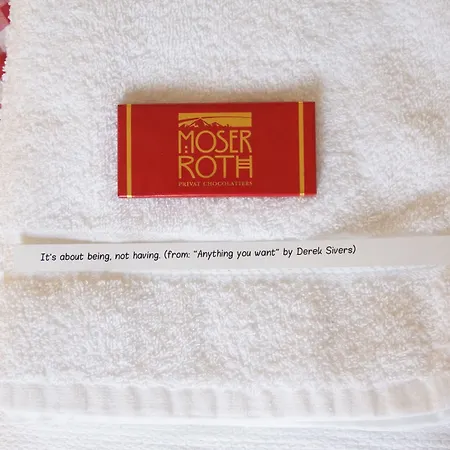 MOSER
ROTH
PRIVAT CHOCOLATIERS
It's about being, not having. (from: "Anything you want" by Derek Sivers)